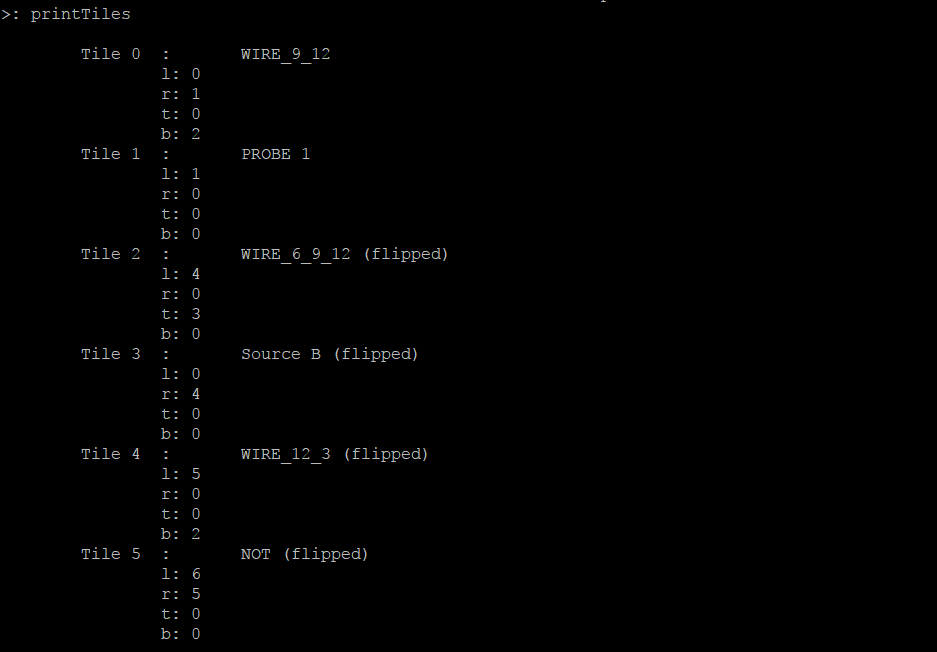 >: printTiles
Tile 0 : WIRE_9_12
l: 0
r: 1
t: 0
b: 2
Tile 1 : PROBE 1
l: 1
r: 0
t: 0
b: 0
Tile 2 : WIRE_6_9_12 (flipped)
l: 4
r: 0
t: 3
b: 0
Tile 3 : Source B (flipped)
l: 0
r: 4
t: 0
b: 0
Tile 4 : WIRE_12_3 (flipped)
l: 5
r: 0
t: 0
b: 2
Tile 5 : NOT (flipped)
l: 6
r: 5
t: 0
b: 0